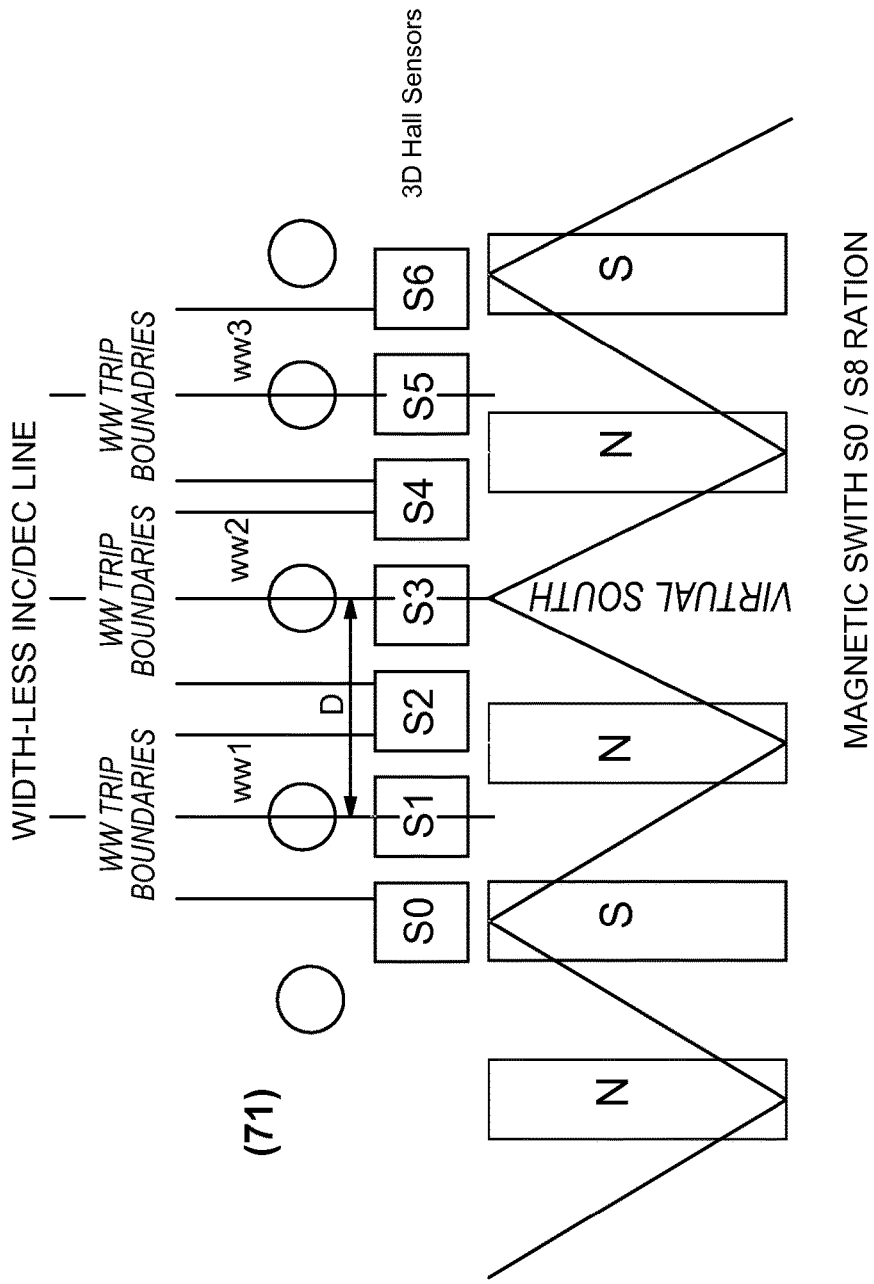 WIDTH-LESS INC/DEC LINE
WW TRIP
BOUNDARIES
WW TRIP
BOUNDARIES
WW TRIP
BOUNADRIES
(71)
ww1
ww2
ww3
D
S0
S1
S2
S3
S4
S5
S6
3D Hall Sensors
N
S
N
VIRTUAL SOUTH
N
S
MAGNETIC SWITH S0 / S8 RATION